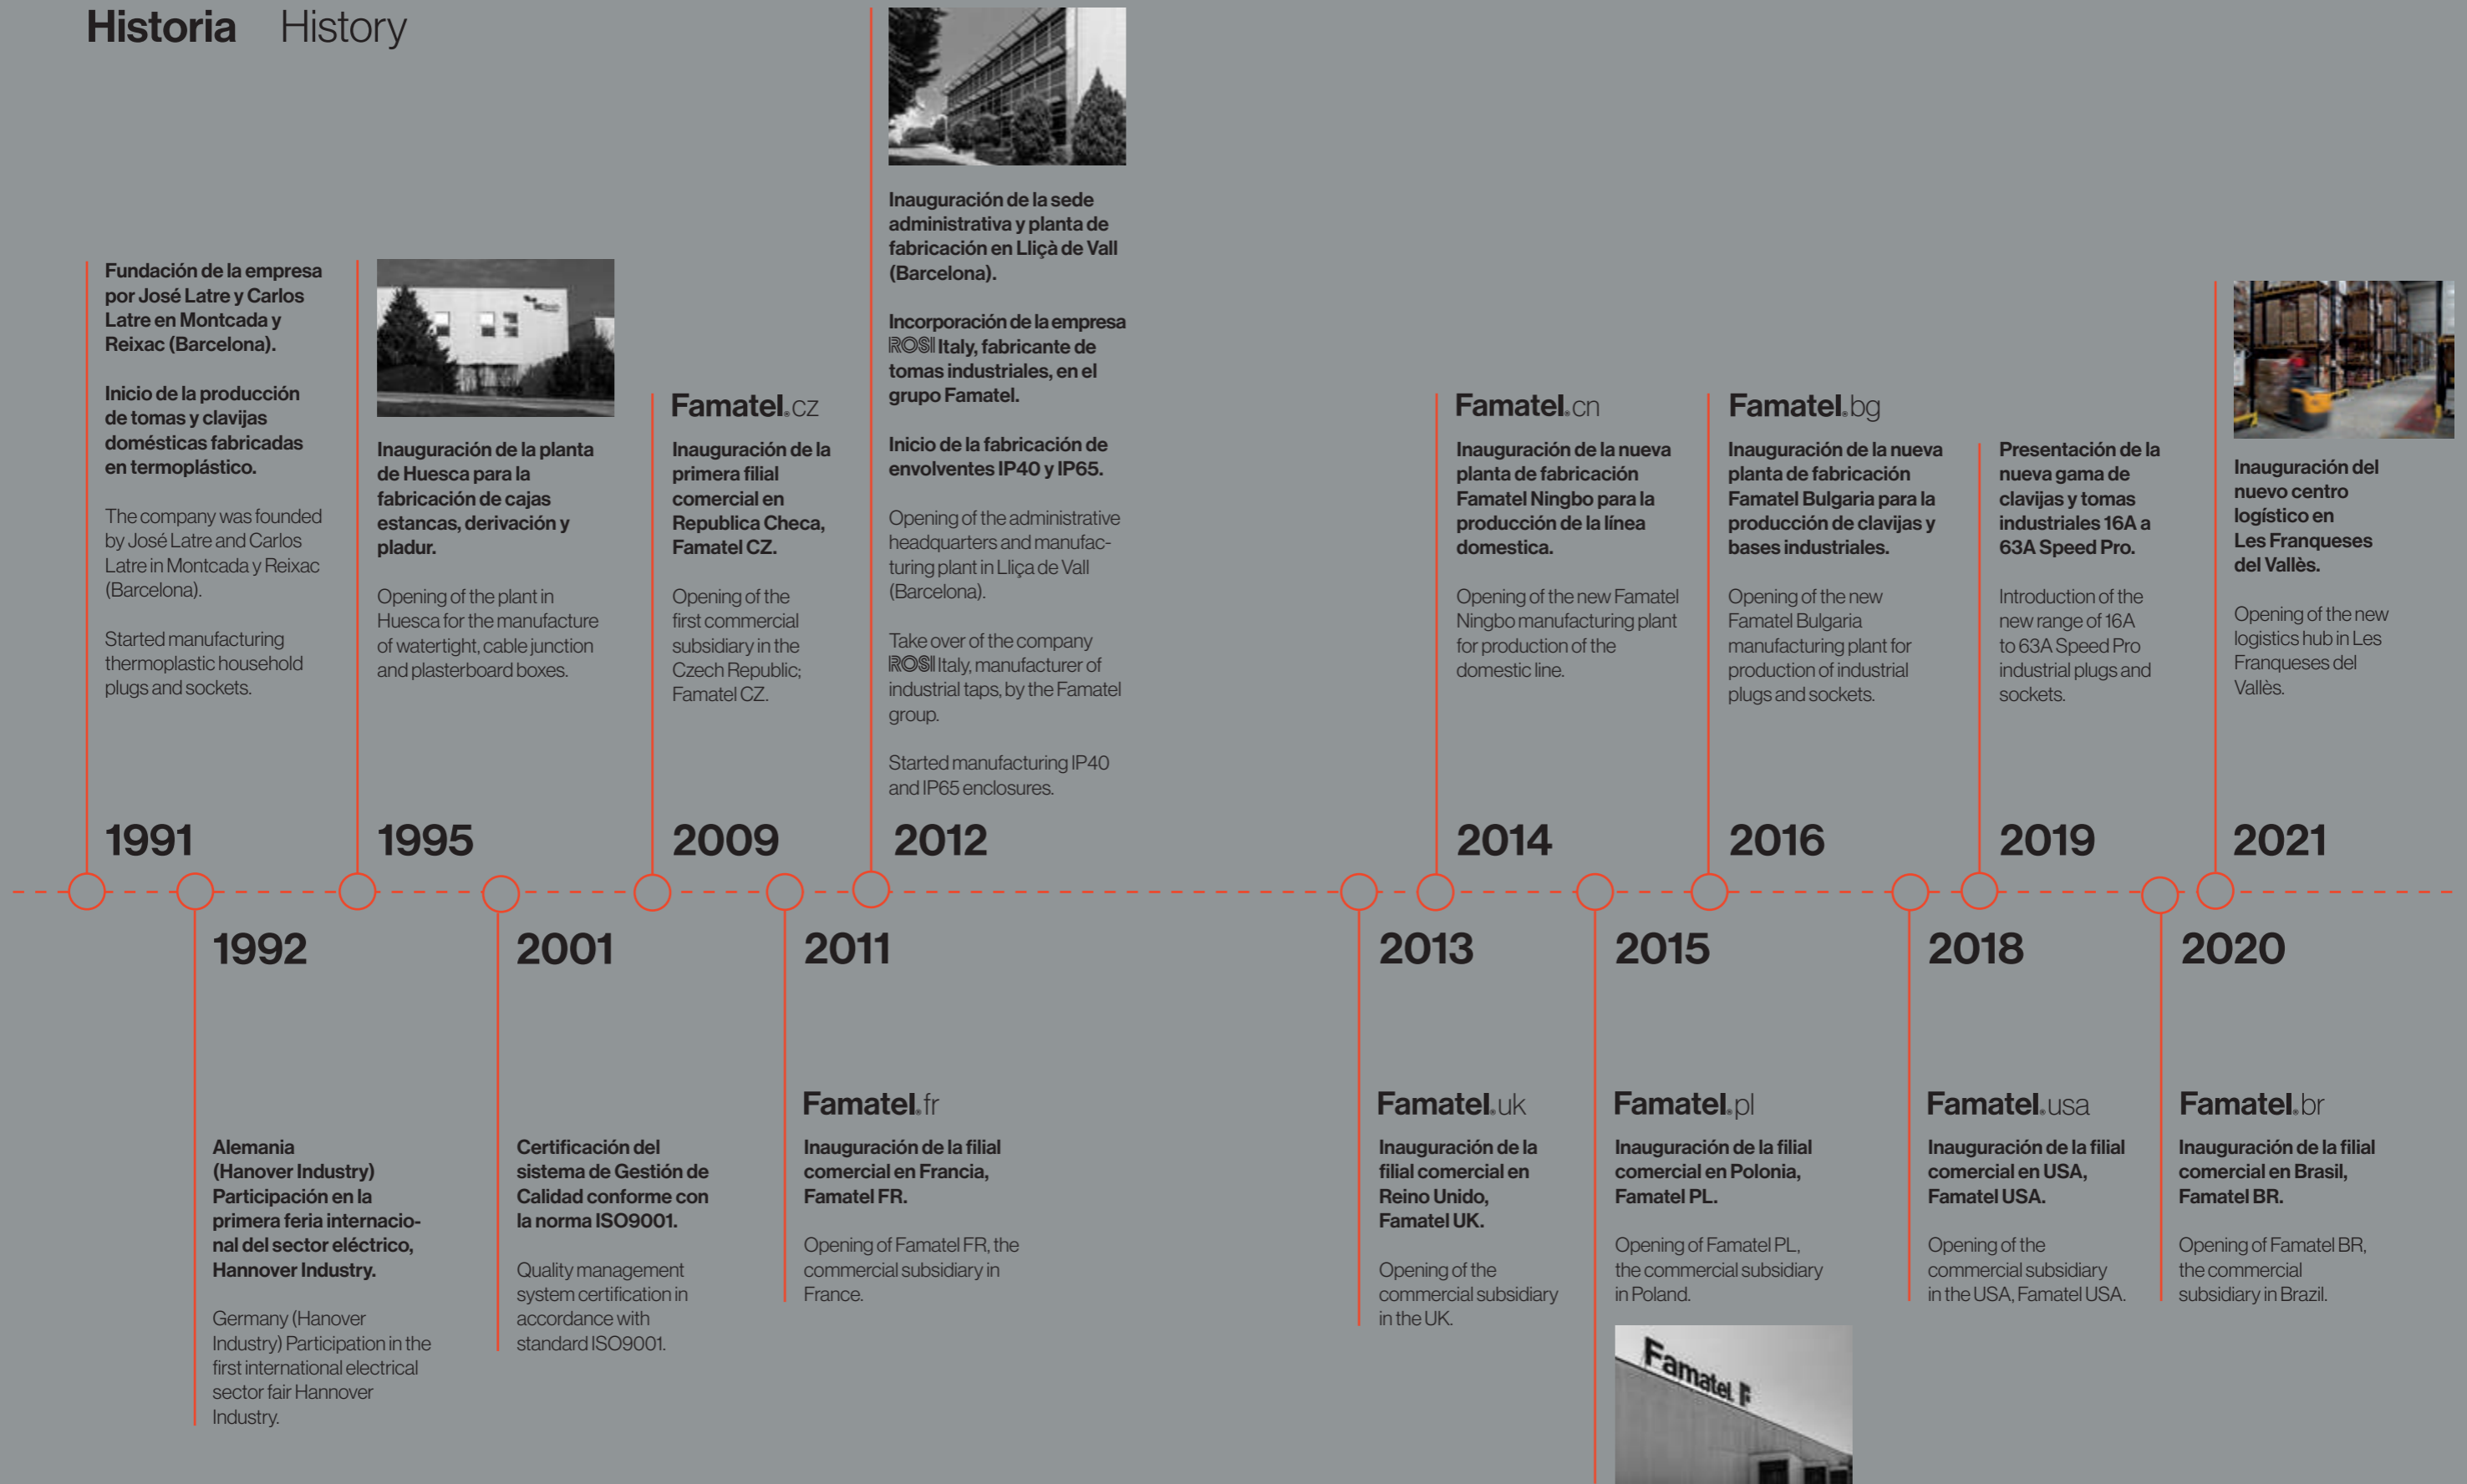 Historia History
Fundación de la empresa
por José Latre y Carlos
Latre en Montcada y
Reixac (Barcelona).
Inicio de la producción
de tomas y clavijas
domésticas fabricadas
en termoplástico.
The company was founded
by José Latre and Carlos
Latre in Montcada y Reixac
(Barcelona).
Started manufacturing
thermoplastic household
plugs and sockets.
1991
1992
Alemania
(Hanover Industry)
Participación en la
primera feria internacio-
nal del sector eléctrico,
Hannover Industry.
Germany (Hanover
Industry) Participation in the
first international electrical
sector fair Hannover
Industry.
Inauguración de la planta
de Huesca para la
fabricación de cajas
estancas, derivación y
pladur.
Opening of the plant in
Huesca for the manufacture
of watertight, cable junction
and plasterboard boxes.
1995
2001
Certificación del
sistema de Gestión de
Calidad conforme con
la norma ISO9001.
Quality management
system certification in
accordance with
standard ISO9001.
Famatel.cz
Inauguración de la
primera filial
comercial en
Republica Checa,
Famatel CZ.
Opening of the
first commercial
subsidiary in the
Czech Republic;
Famatel CZ.
2009
2011
Famatel.fr
Inauguración de la filial
comercial en Francia,
Famatel FR.
Opening of Famatel FR, the
commercial subsidiary in
France.
Inauguración de la sede
administrativa y planta de
fabricación en Lliçà de Vall
(Barcelona).
Incorporación de la empresa
ROSI Italy, fabricante de
tomas industriales, en el
grupo Famatel.
Inicio de la fabricación de
envolventes IP40 y IP65.
Opening of the administrative
headquarters and manufac-
turing plant in Lliça de Vall
(Barcelona).
Take over of the company
ROSI Italy, manufacturer of
industrial taps, by the Famatel
group.
Started manufacturing IP40
and IP65 enclosures.
2012
2013
Famatel.uk
Inauguración de la
filial comercial en
Reino Unido,
Famatel UK.
Opening of the
commercial subsidiary
in the UK.
Famatel.cn
Inauguración de la nueva
planta de fabricación
Famatel Ningbo para la
producción de la línea
domestica.
Opening of the new Famatel
Ningbo manufacturing plant
for production of the
domestic line.
2014
2015
Famatel.pl
Inauguración de la filial
comercial en Polonia,
Famatel PL.
Opening of Famatel PL,
the commercial subsidiary
in Poland.
Famatel F
Famatel.bg
Inauguración de la nueva
planta de fabricación
Famatel Bulgaria para la
producción de clavijas y
bases industriales.
Opening of the new
Famatel Bulgaria
manufacturing plant for
production of industrial
plugs and sockets.
2016
2018
Famatel.usa
Inauguración de la filial
comercial en USA,
Famatel USA.
Opening of the
commercial subsidiary
in the USA, Famatel USA.
Presentación de la
nueva gama de
clavijas y tomas
industriales 16A a
63A Speed Pro.
Introduction of the
new range of 16A
to 63A Speed Pro
industrial plugs and
sockets.
2019
2020
Famatel.br
Inauguración de la filial
comercial en Brasil,
Famatel BR.
Opening of Famatel BR,
the commercial
subsidiary in Brazil.
Inauguración del
nuevo centro
logístico en
Les Franqueses
del Vallès.
Opening of the new
logistics hub in Les
Franqueses del
Vallès.
2021